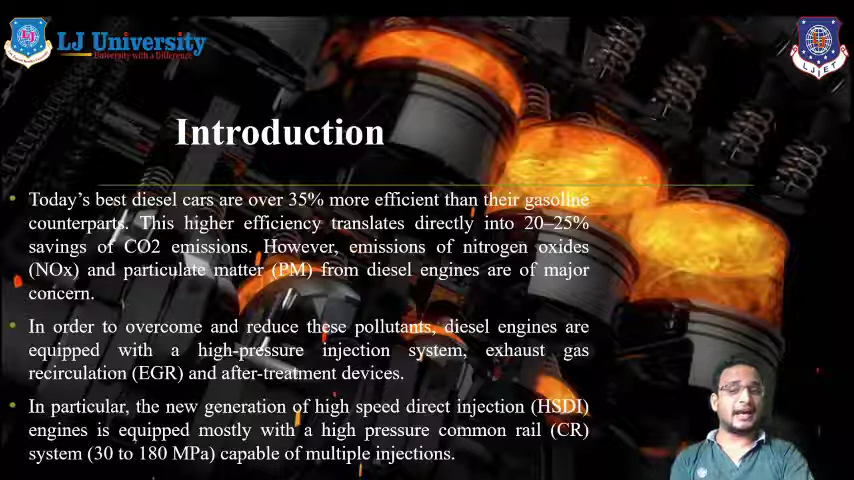 LJ University
University with a Difference
LJIET
Introduction
• Today's best diesel cars are over 35% more efficient than their gasoline
counterparts. This higher efficiency translates directly into 20–25%
savings of CO2 emissions. However, emissions of nitrogen oxides
(NOx) and particulate matter (PM) from diesel engines are of major
concern.
• In order to overcome and reduce these pollutants, diesel engines are
equipped with a high-pressure injection system, exhaust gas
recirculation (EGR) and after-treatment devices.
• In particular, the new generation of high speed direct injection (HSDI)
engines is equipped mostly with a high pressure common rail (CR)
system (30 to 180 MPa) capable of multiple injections.